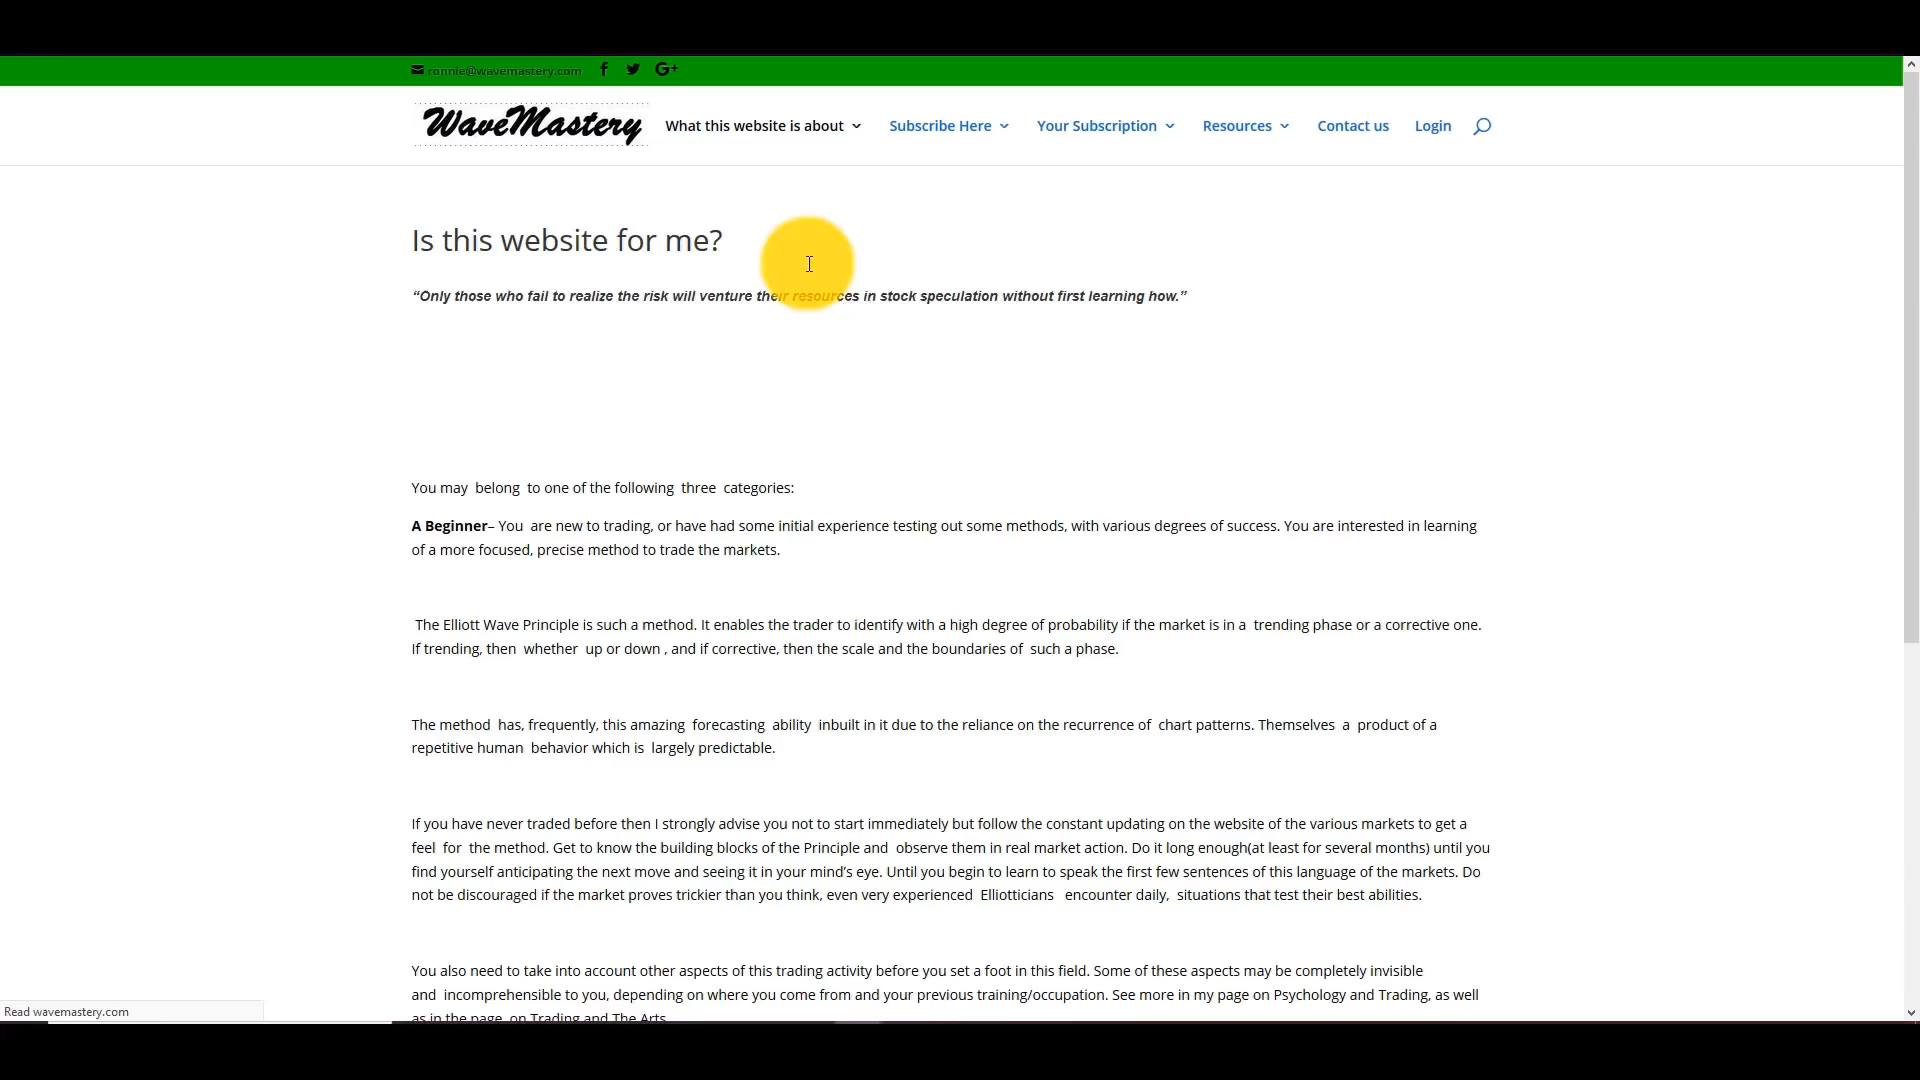 ronnie@wavemastery.com
WaveMastery
What this website is about
Subscribe Here
Your Subscription
Resources
Contact us
Login
Is this website for me?
“Only those who fail to realize the risk will venture their resources in stock speculation without first learning how.”
You may belong to one of the following three categories:
A Beginner– You are new to trading, or have had some initial experience testing out some methods, with various degrees of success. You are interested in learning
of a more focused, precise method to trade the markets.
The Elliott Wave Principle is such a method. It enables the trader to identify with a high degree of probability if the market is in a trending phase or a corrective one.
If trending, then whether up or down , and if corrective, then the scale and the boundaries of such a phase.
The method has, frequently, this amazing forecasting ability inbuilt in it due to the reliance on the recurrence of chart patterns. Themselves a product of a
repetitive human behavior which is largely predictable.
If you have never traded before then I strongly advise you not to start immediately but follow the constant updating on the website of the various markets to get a
feel for the method. Get to know the building blocks of the Principle and observe them in real market action. Do it long enough(at least for several months) until you
find yourself anticipating the next move and seeing it in your mind’s eye. Until you begin to learn to speak the first few sentences of this language of the markets. Do
not be discouraged if the market proves trickier than you think, even very experienced Elliotticians encounter daily, situations that test their best abilities.
You also need to take into account other aspects of this trading activity before you set a foot in this field. Some of these aspects may be completely invisible
and incomprehensible to you, depending on where you come from and your previous training/occupation. See more in my page on Psychology and Trading, as well
as in the page on Trading and The Arts
Read wavemastery.com